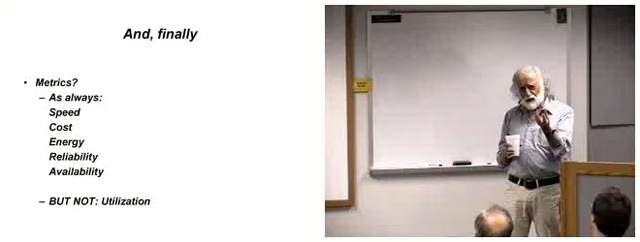 And, finally
• Metrics?
– As always:
Speed
Cost
Energy
Reliability
Availability
– BUT NOT: Utilization